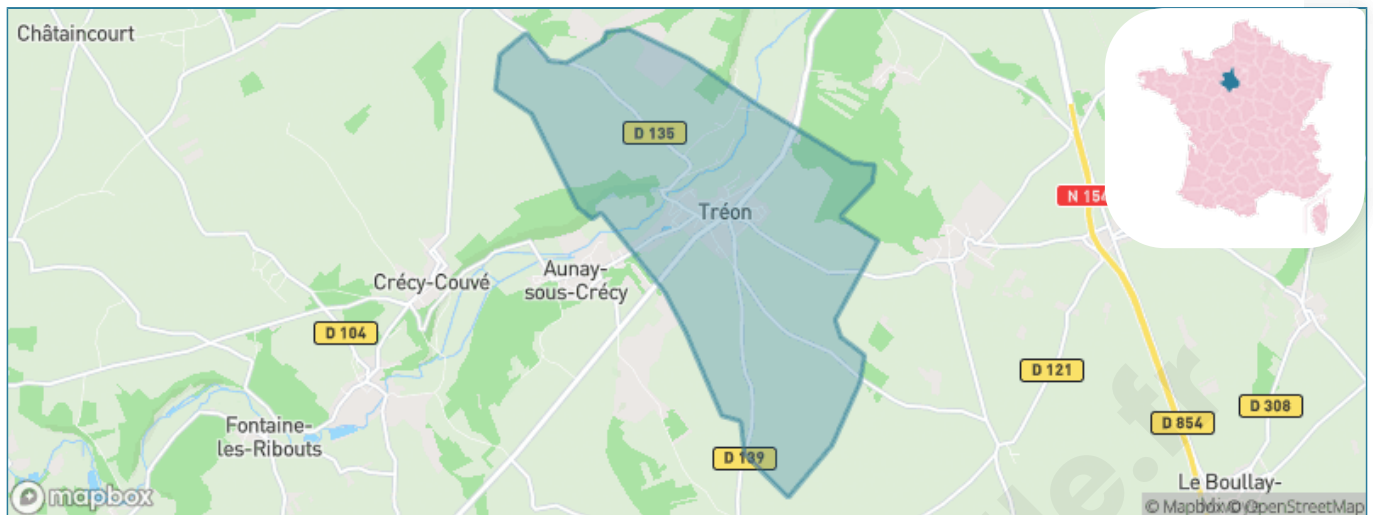 Châtaincourt
D 135
N 154
Tréon
Crécy-Couvé
Aunay-
sous-Crécy
D 104
D 121
D 308
D 854
Fontaine-
les-Ribouts
D 139
Le Boullay-
mapbox
© Mapbox © OpenStreetMap